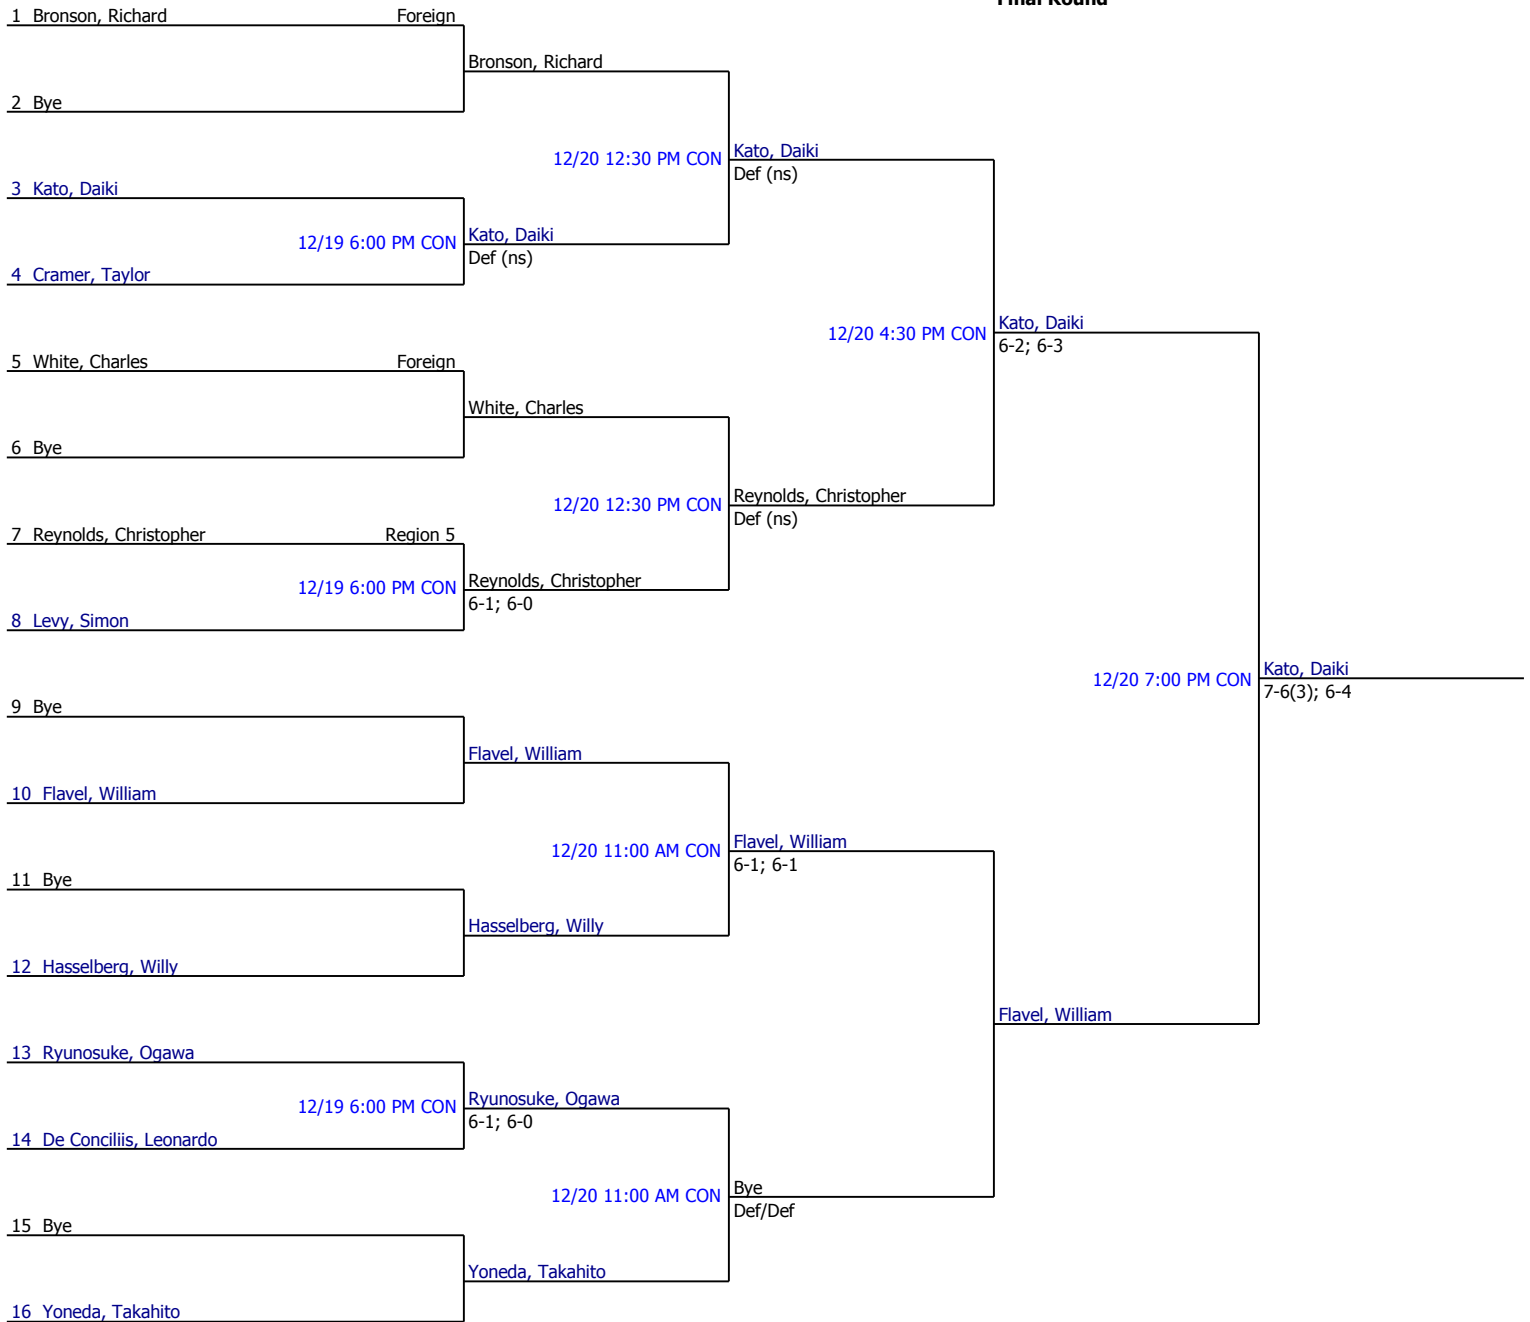 Final Round
1 Bronson, Richard Foreign
Bronson, Richard
2 Bye
12/20 12:30 PM CON Kato, Daiki
Def (ns)
3 Kato, Daiki
12/19 6:00 PM CON Kato, Daiki
Def (ns)
4 Cramer, Taylor
12/20 4:30 PM CON Kato, Daiki
6-2; 6-3
5 White, Charles Foreign
White, Charles
6 Bye
12/20 12:30 PM CON Reynolds, Christopher
Def (ns)
7 Reynolds, Christopher Region 5
12/19 6:00 PM CON Reynolds, Christopher
6-1; 6-0
8 Levy, Simon
12/20 7:00 PM CON Kato, Daiki
7-6(3); 6-4
9 Bye
Flavel, William
10 Flavel, William
12/20 11:00 AM CON Flavel, William
6-1; 6-1
11 Bye
Hasselberg, Willy
12 Hasselberg, Willy
Flavel, William
13 Ryunosuke, Ogawa
12/19 6:00 PM CON Ryunosuke, Ogawa
6-1; 6-0
14 De Conciliis, Leonardo
12/20 11:00 AM CON Bye
Def/Def
15 Bye
Yoneda, Takahito
16 Yoneda, Takahito